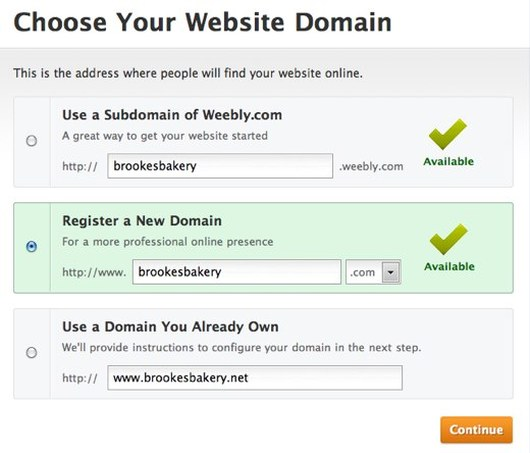 Choose Your Website Domain
This is the address where people will find your website online.
Use a Subdomain of Weebly.com
A great way to get your website started
http:// brookesbakery .weebly.com
Available
Register a New Domain
For a more professional online presence
http://www. brookesbakery .com
Available
Use a Domain You Already Own
We'll provide instructions to configure your domain in the next step.
http:// www.brookesbakery.net
Continue